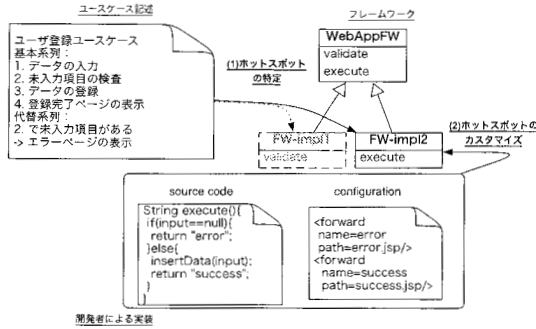 ユースケース記述
ユーザ登録ユースケース
基本系列：
1. データの入力
2. 未入力項目の検査
3. データの登録
4. 登録完了ページの表示
代替系列：
2. で未入力項目がある
-> エラーページの表示
フレームワーク
WebAppFW
validate
execute
(1)ホットスポット
の特定
FW-impl1
validate
FW-impl2
execute
(2)ホットスポットの
カスタマイズ
source code
String execute(){
if(input==null){
return "error";
}else{
insertData(input);
return "success";
}
}
configuration
<forward
name=error
path=error.jsp/>
<forward
name=success
path=success.jsp/>
開発者による実装